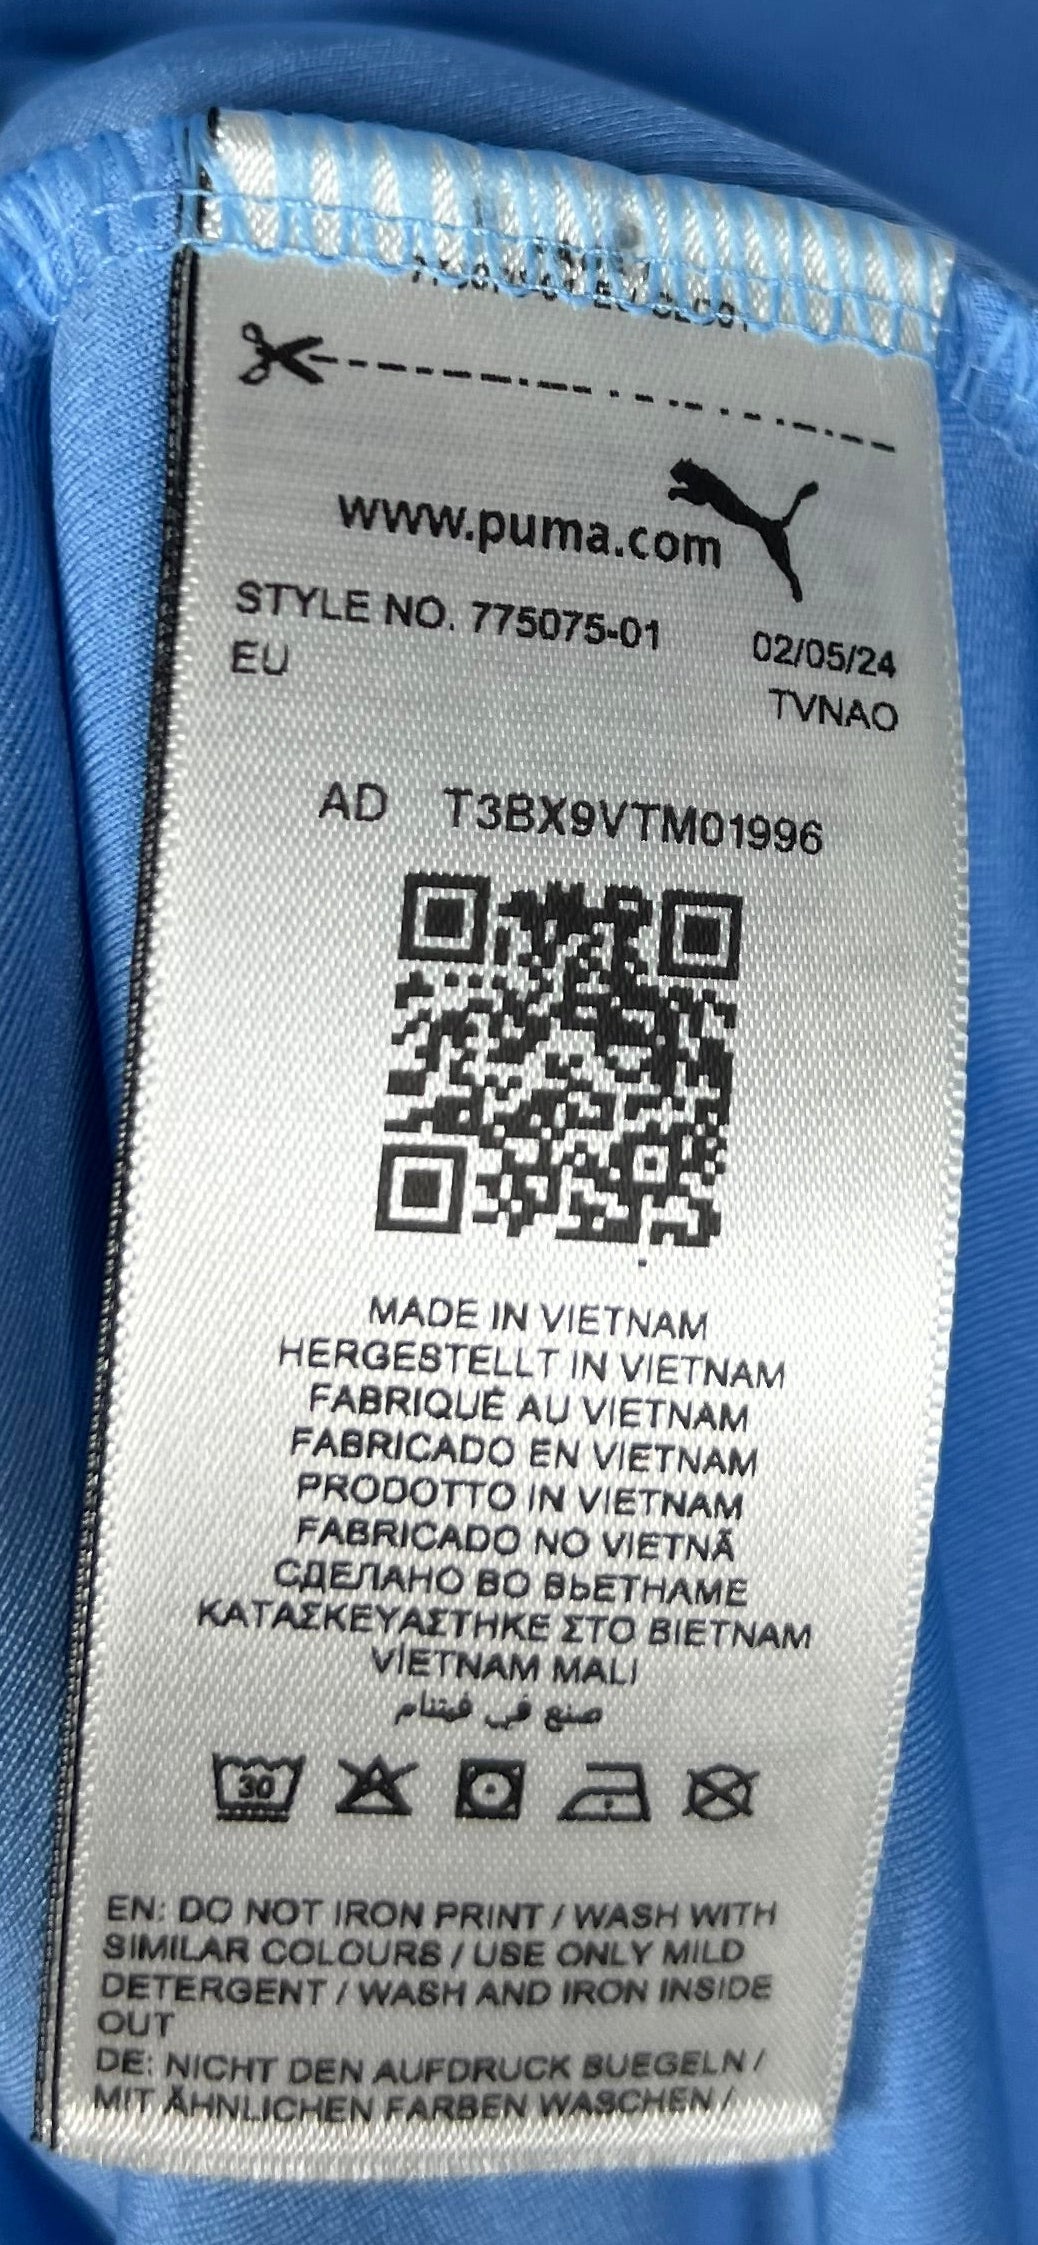 www.puma.com
STYLE NO. 775075-01 02/05/24
EU TVNAO
AD T3BX9VTM01996
MADE IN VIETNAM
HERGESTELLT IN VIETNAM
FABRIQUÉ AU VIETNAM
FABRICADO EN VIETNAM
PRODOTTO IN VIETNAM
FABRICADO NO VIETNÃ
СДЕЛАНО ВО ВЬЕТНАМЕ
ΚΑΤΑΣΚΕΥΑΣΤΗΚΕ ΣΤΟ ΒΙΕΤΝΑΜ
VİETNAM MALI
صنع في فيتنام
30
EN: DO NOT IRON PRINT / WASH WITH
SIMILAR COLOURS / USE ONLY MILD
DETERGENT / WASH AND IRON INSIDE
OUT
DE: NICHT DEN AUFDRUCK BUEGELN /
MIT ÄHNLICHEN FARBEN WASCHEN /